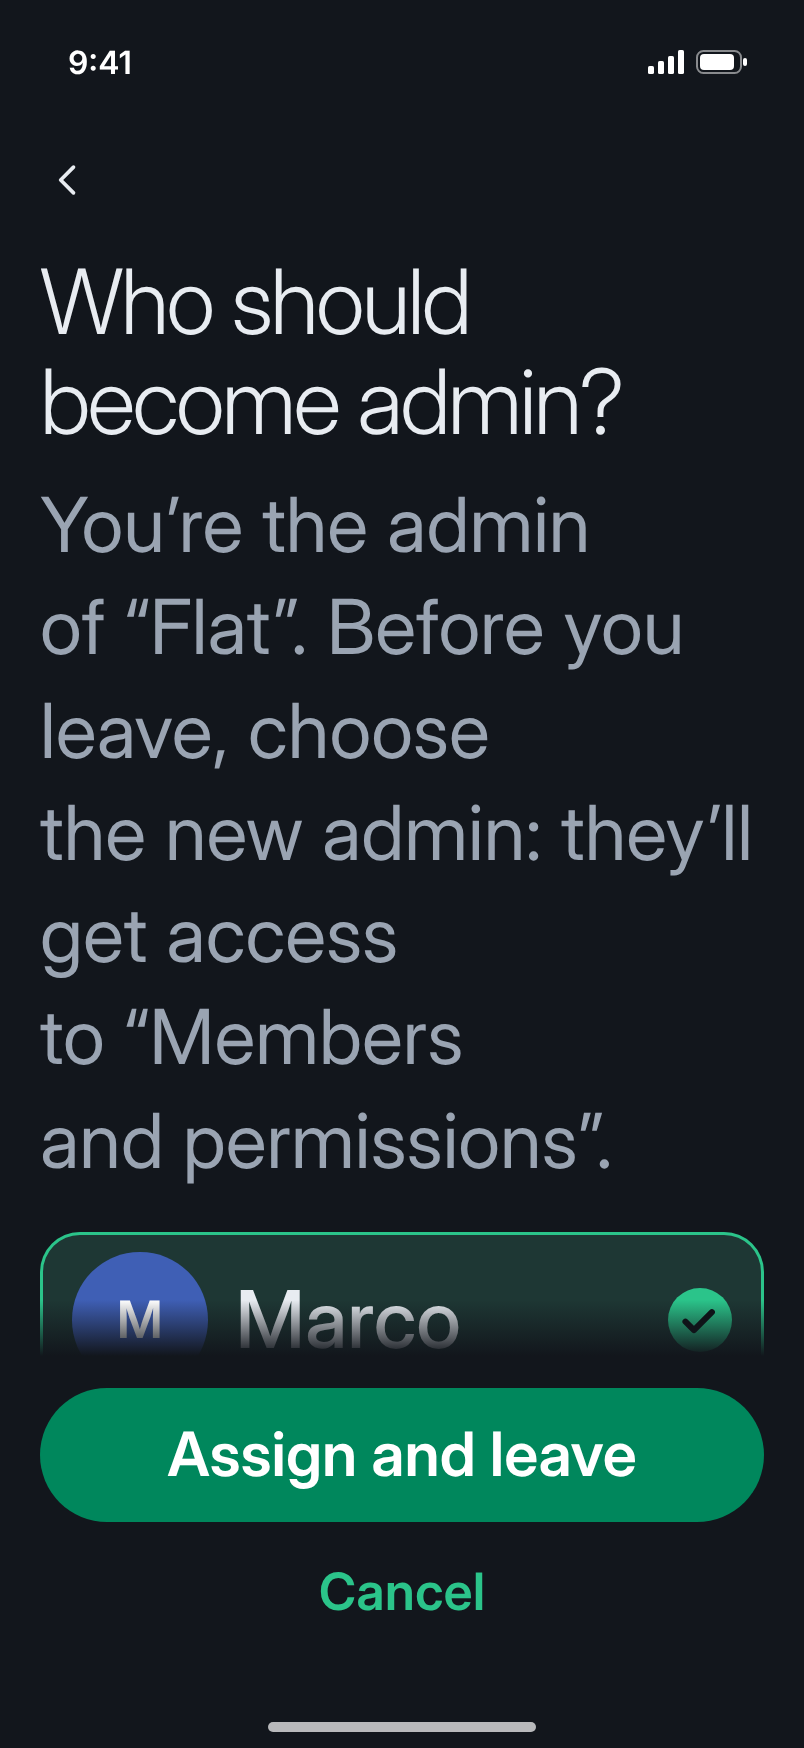 9:41
Who should
become admin?
You’re the admin
of “Flat”. Before you
leave, choose
the new admin: they’ll
get access
to “Members
and permissions”.
M
Marco
Assign and leave
Cancel